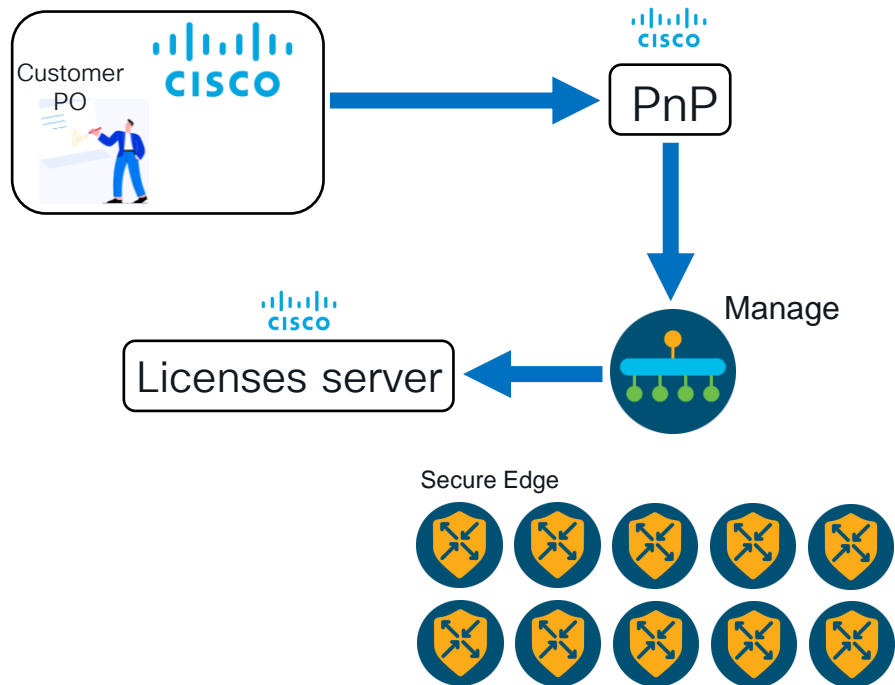 Customer
PO
CISCO
CISCO
PnP
Manage
CISCO
Licenses server
Secure Edge